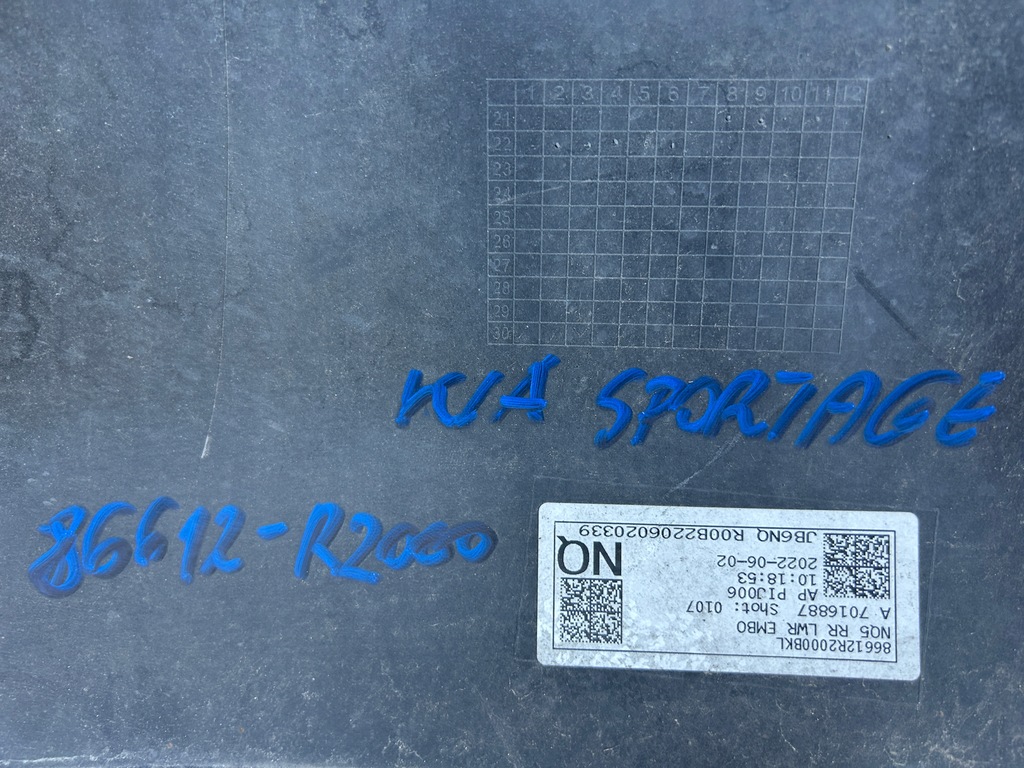 1 2 3 4 5 6 7 8 9 10 11 12
21
22
23
24
25
26
27
28
29
30
KIA SPORTAGE
86612-R2000
86612R2000BKL
NQ5 RR LWR EMBO
A 7016887 Shot: 0107
AP PIJ006
10:18:53
2022-06-02
JBGNQ R00B2206020339
NQ